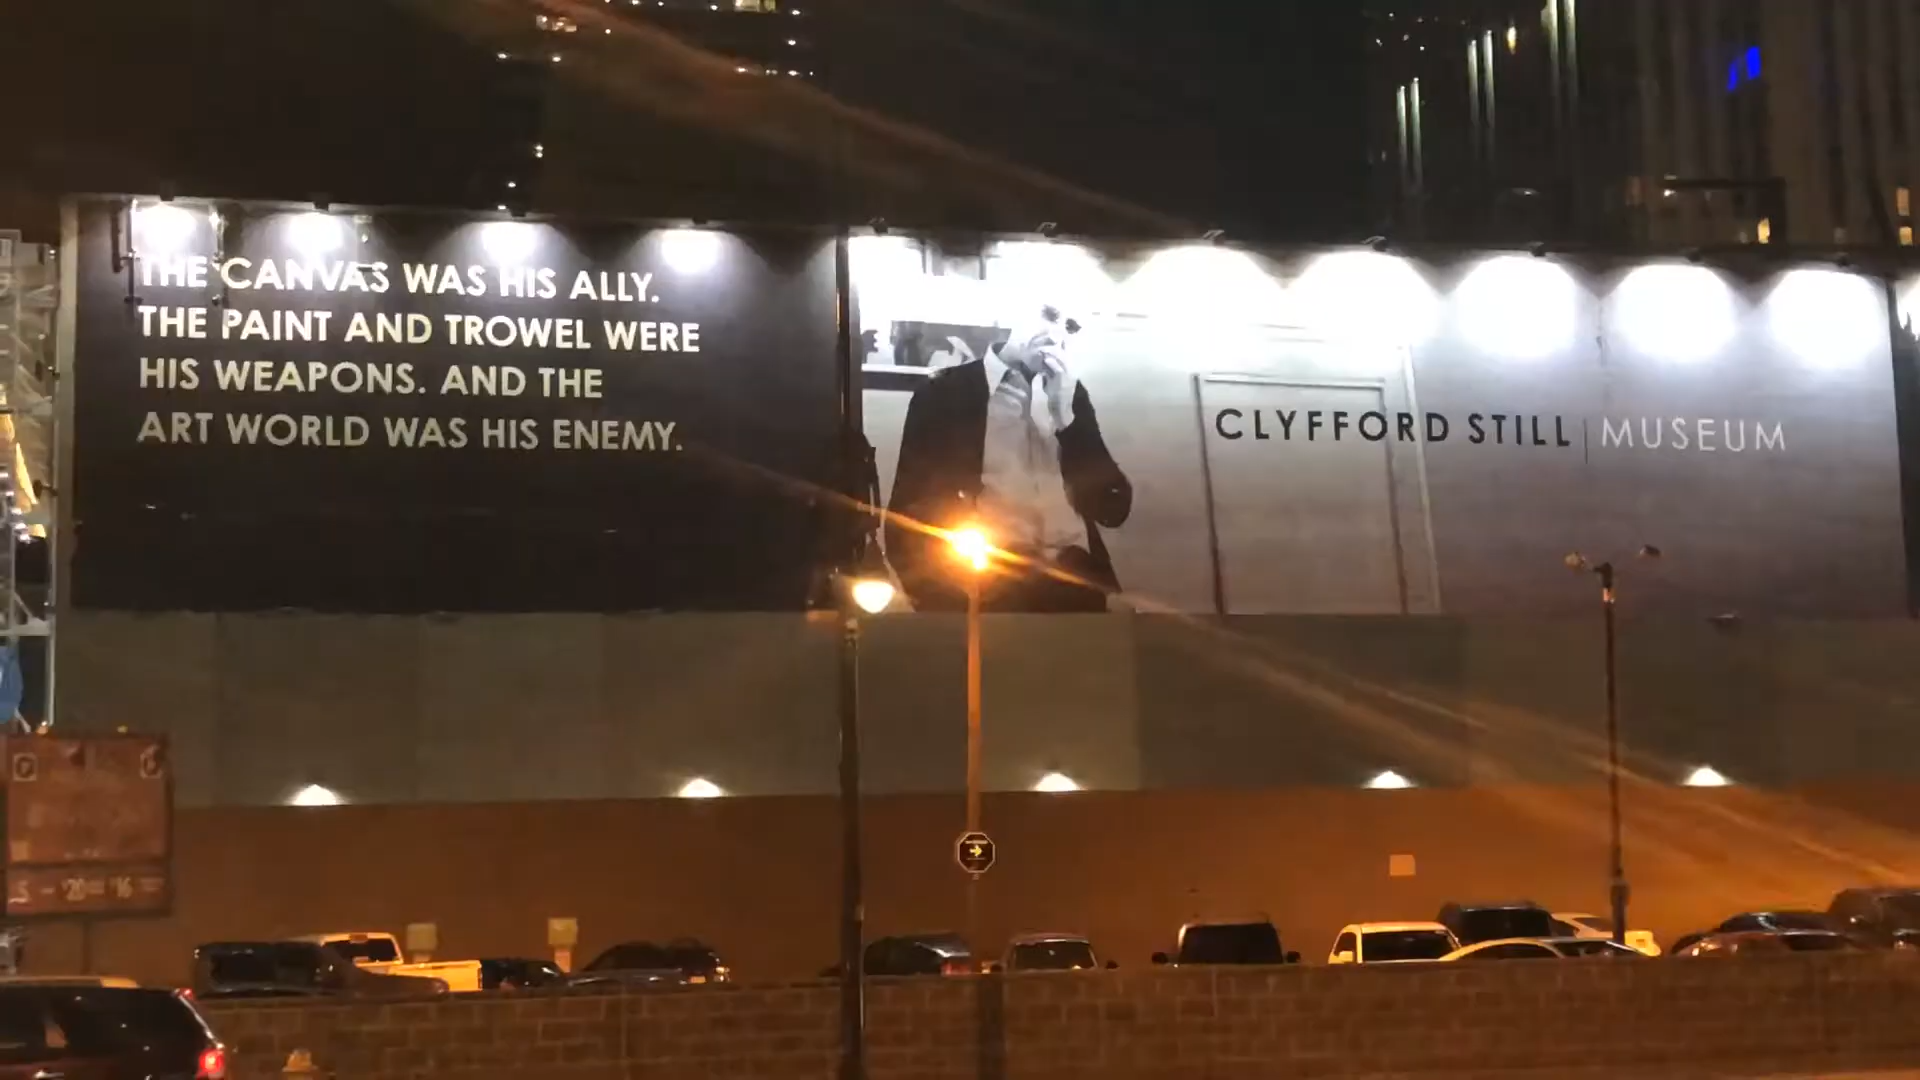 THE CANVAS WAS HIS ALLY.
THE PAINT AND TROWEL WERE
HIS WEAPONS. AND THE
ART WORLD WAS HIS ENEMY.
CLYFFORD STILL | MUSEUM